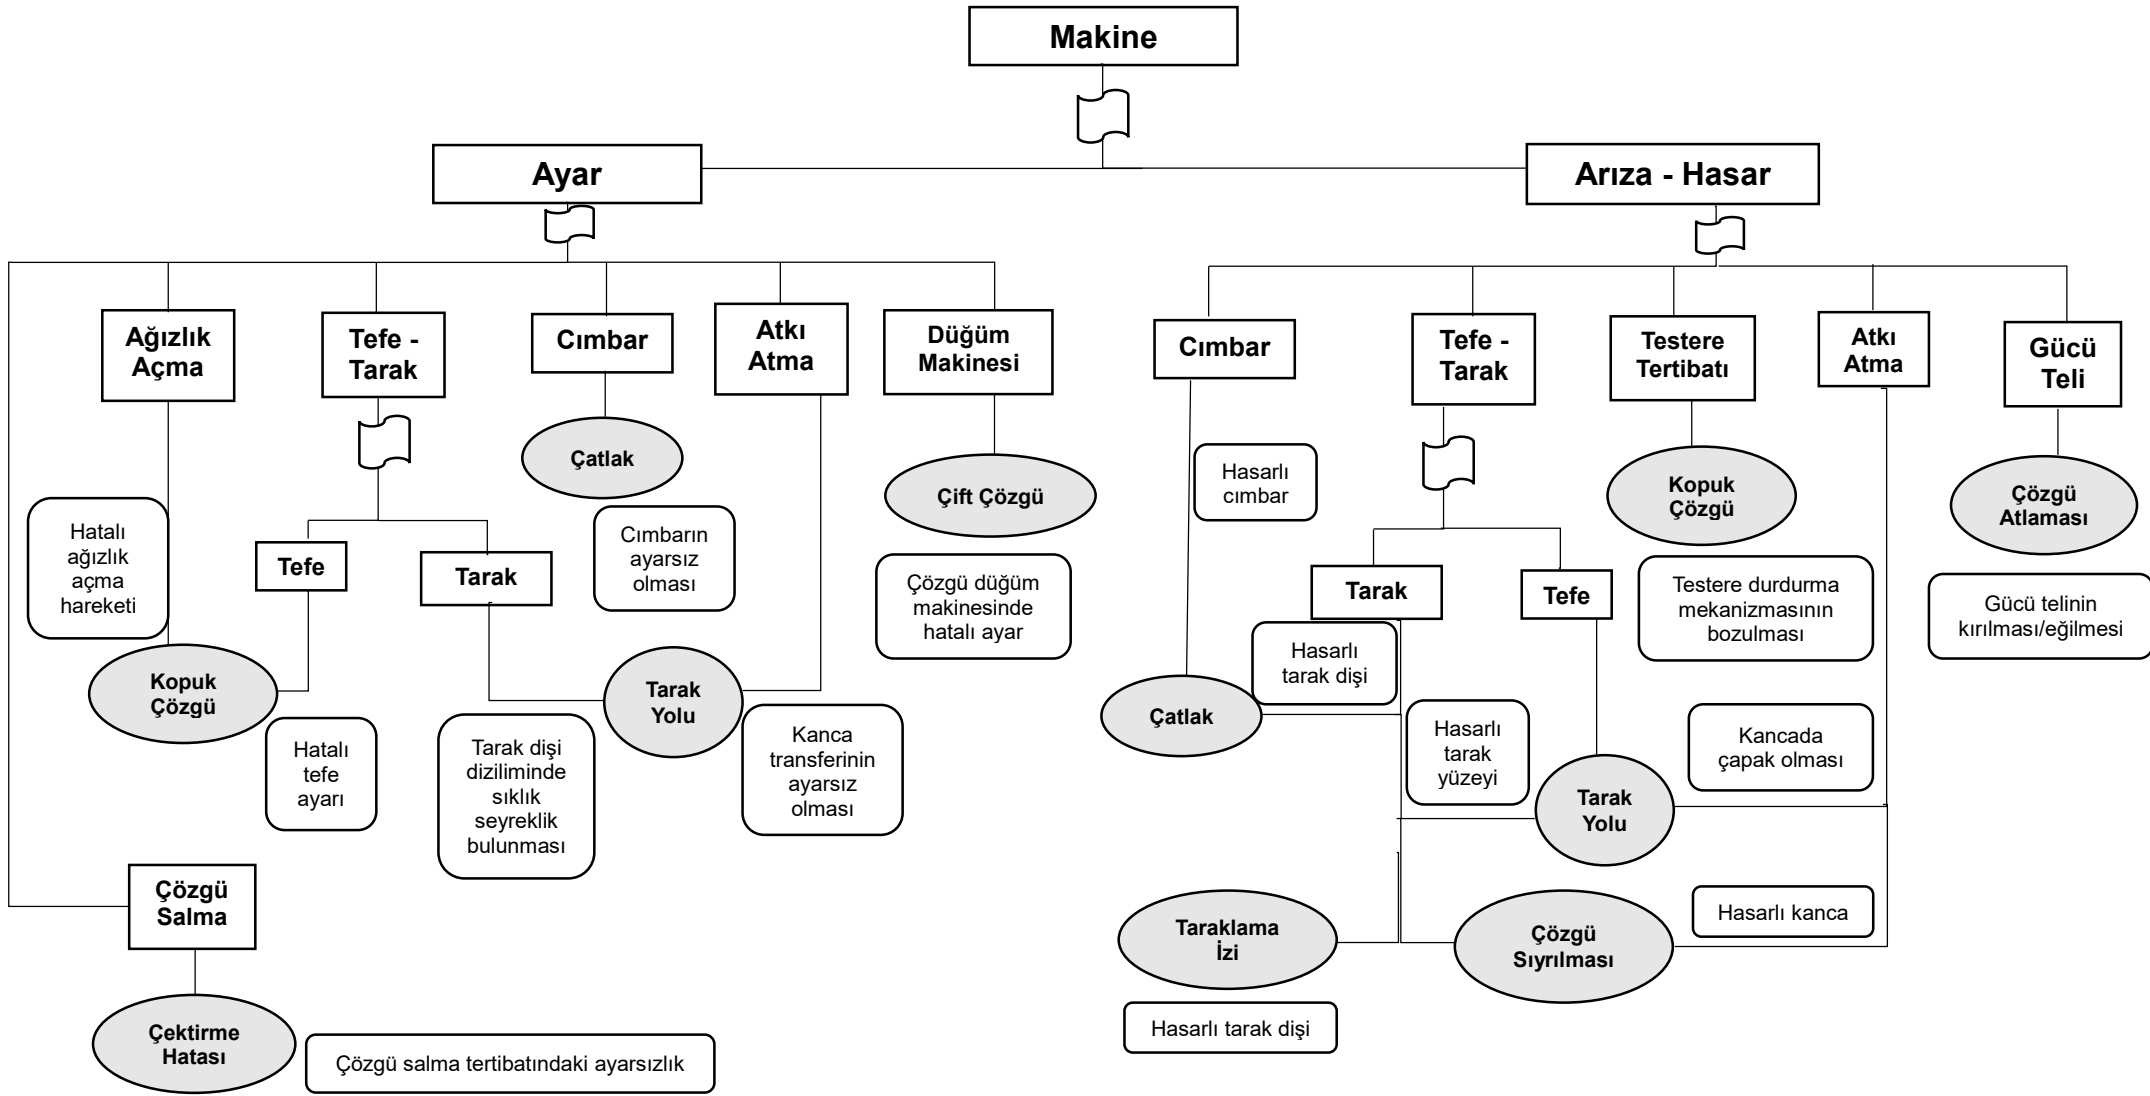 Makine
Ayar
Arıza - Hasar
Ağızlık
Açma
Tefe -
Tarak
Cımbar
Atkı
Atma
Düğüm
Makinesi
Cımbar
Tefe -
Tarak
Testere
Tertibatı
Atkı
Atma
Gücü
Teli
Çatlak
Çift Çözgü
Hasarlı
cımbar
Kopuk
Çözgü
Çözgü
Atlaması
Hatalı
ağızlık
açma
hareketi
Tefe
Tarak
Cımbarın
ayarsız
olması
Çözgü düğüm
makinesinde
hatalı ayar
Tarak
Tefe
Testere durdurma
mekanizmasının
bozulması
Gücü telinin
kırılması/eğilmesi
Kopuk
Çözgü
Tarak
Yolu
Hasarlı
tarak dişi
Çatlak
Hatalı
tefe
ayarı
Tarak dişi
diziliminde
sıklık
seyreklik
bulunması
Kanca
transferinin
ayarsız
olması
Hasarlı
tarak
yüzeyi
Kancada
çapak olması
Tarak
Yolu
Çözgü
Salma
Taraklama
İzi
Çözgü
Sıyrılması
Hasarlı kanca
Çektirme
Hatası
Çözgü salma tertibatındaki ayarsızlık
Hasarlı tarak dişi